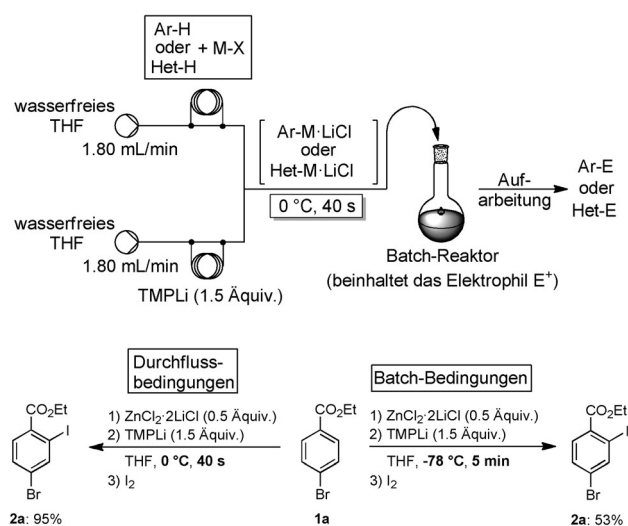 Ar-H
oder + M-X
Het-H
wasserfreies
THF
1.80 mL/min
Ar-M·LiCl
oder
Het-M·LiCl
0 °C, 40 s
wasserfreies
THF
1.80 mL/min
TMPLi (1.5 Äquiv.)
Batch-Reaktor
(beinhaltet das Elektrophil E+)
Auf-
arbeitung
Ar-E
oder
Het-E
Durchfluss-
bedingungen
Batch-Bedingungen
CO2Et
I
Br
2a: 95%
1) ZnCl2·2LiCl (0.5 Äquiv.)
2) TMPLi (1.5 Äquiv.)
THF, 0 °C, 40 s
3) I2
CO2Et
Br
1a
1) ZnCl2·2LiCl (0.5 Äquiv.)
2) TMPLi (1.5 Äquiv.)
THF, -78 °C, 5 min
3) I2
CO2Et
I
Br
2a: 53%